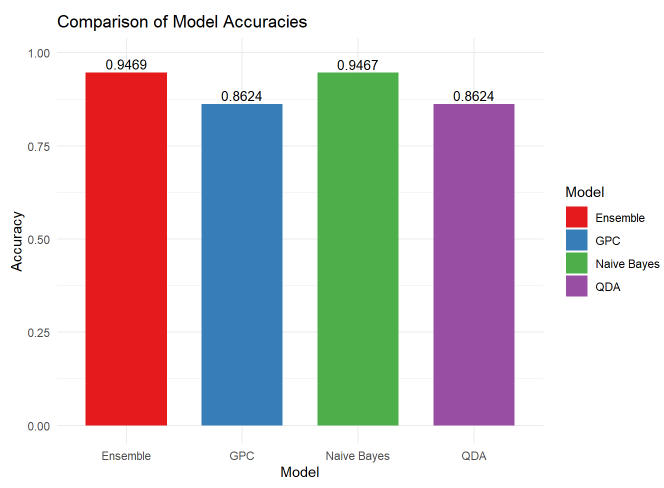 Comparison of Model Accuracies
1.00
0.75
0.50
0.25
0.00
Accuracy
0.9469
0.8624
0.9467
0.8624
Ensemble
GPC
Naive Bayes
QDA
Model
Model
Ensemble
GPC
Naive Bayes
QDA